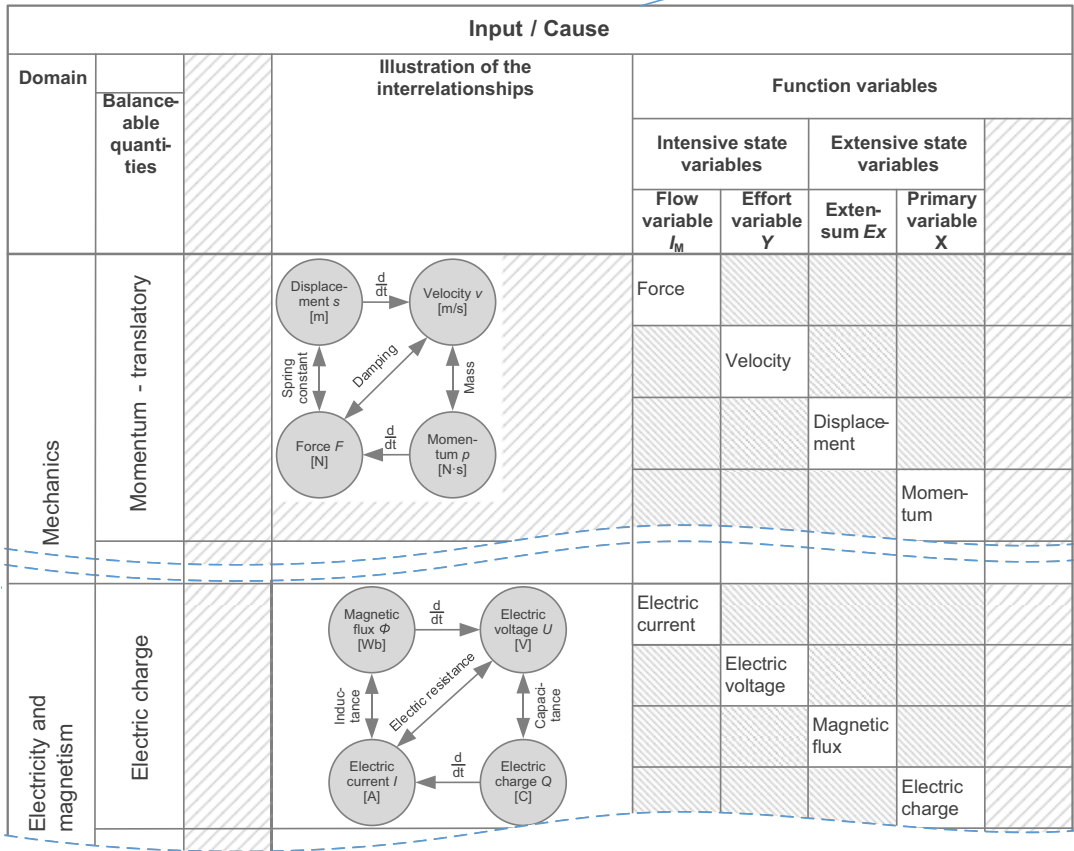 Input / Cause
Domain
Balance-
able
quanti-
ties
Illustration of the
interrelationships
Function variables
Intensive state
variables
Extensive state
variables
Flow
variable
I_M
Effort
variable
Y
Exten-
sum Ex
Primary
variable
X
Mechanics
Momentum - translatory
Displace-
ment s
[m]
d
dt
Velocity v
[m/s]
Spring
constant
Damping
Mass
Force F
[N]
d
dt
Momen-
tum p
[N·s]
Force
Velocity
Displace-
ment
Momen-
tum
Electricity and
magnetism
Electric charge
Magnetic
flux Φ
[Wb]
d
dt
Electric
voltage U
[V]
Induc-
tance
Electric resistance
Capaci-
tance
Electric
current I
[A]
d
dt
Electric
charge Q
[C]
Electric
current
Electric
voltage
Magnetic
flux
Electric
charge